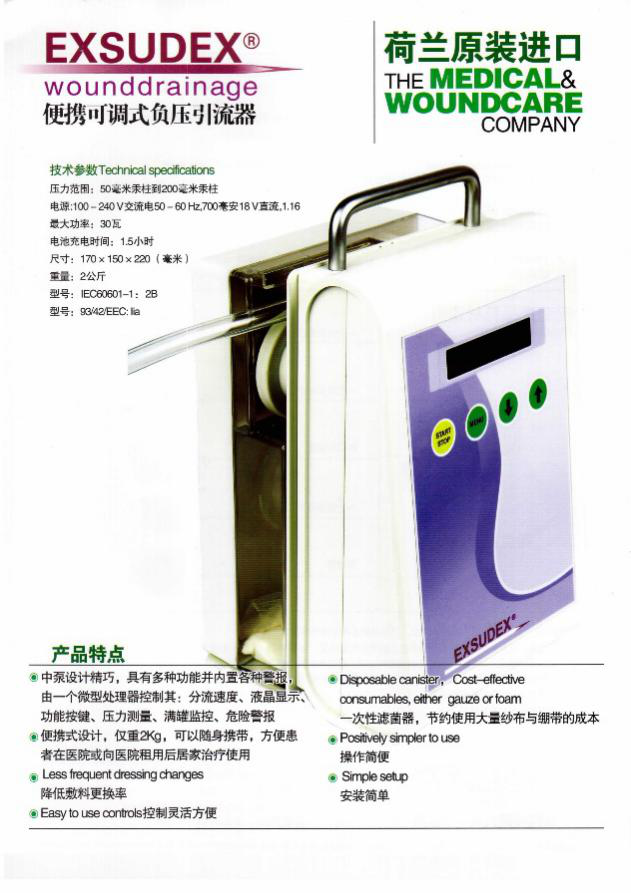 EXSUDEX®
wounddrainage
便携可调式负压引流器
荷兰原装进口
THE MEDICAL&
WOUNDCARE
COMPANY
技术参数Technical specifications
压力范围：50毫米汞柱到200毫米汞柱
电源:100－240 V交流电50－60 Hz,700毫安18 V直流,1.16
最大功率：30瓦
电池充电时间：1.5小时
尺寸：170×150×220（毫米）
重量：2公斤
型号：IEC60601-1：2B
型号：93/42/EEC: lia
START
STOP
MENU
EXSUDEX®
产品特点
中泵设计精巧，具有多种功能并内置各种警报，
由一个微型处理器控制其：分流速度、液晶显示、
功能按键、压力测量、满罐监控、危险警报
便携式设计，仅重2Kg，可以随身携带，方便患
者在医院或向医院租用后居家治疗使用
Less frequent dressing changes
降低敷料更换率
Easy to use controls控制灵活方便
Disposable canister，Cost-effective
consumables, either gauze or foam
一次性滤菌器，节约使用大量纱布与绷带的成本
Positively simpler to use
操作简便
Simple setup
安装简单